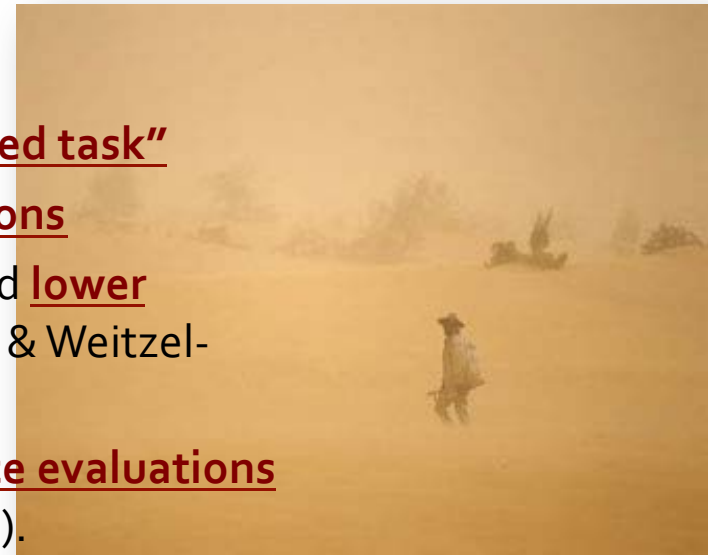 ed task”
ons
d lower
& Weitzel-
e evaluations
).